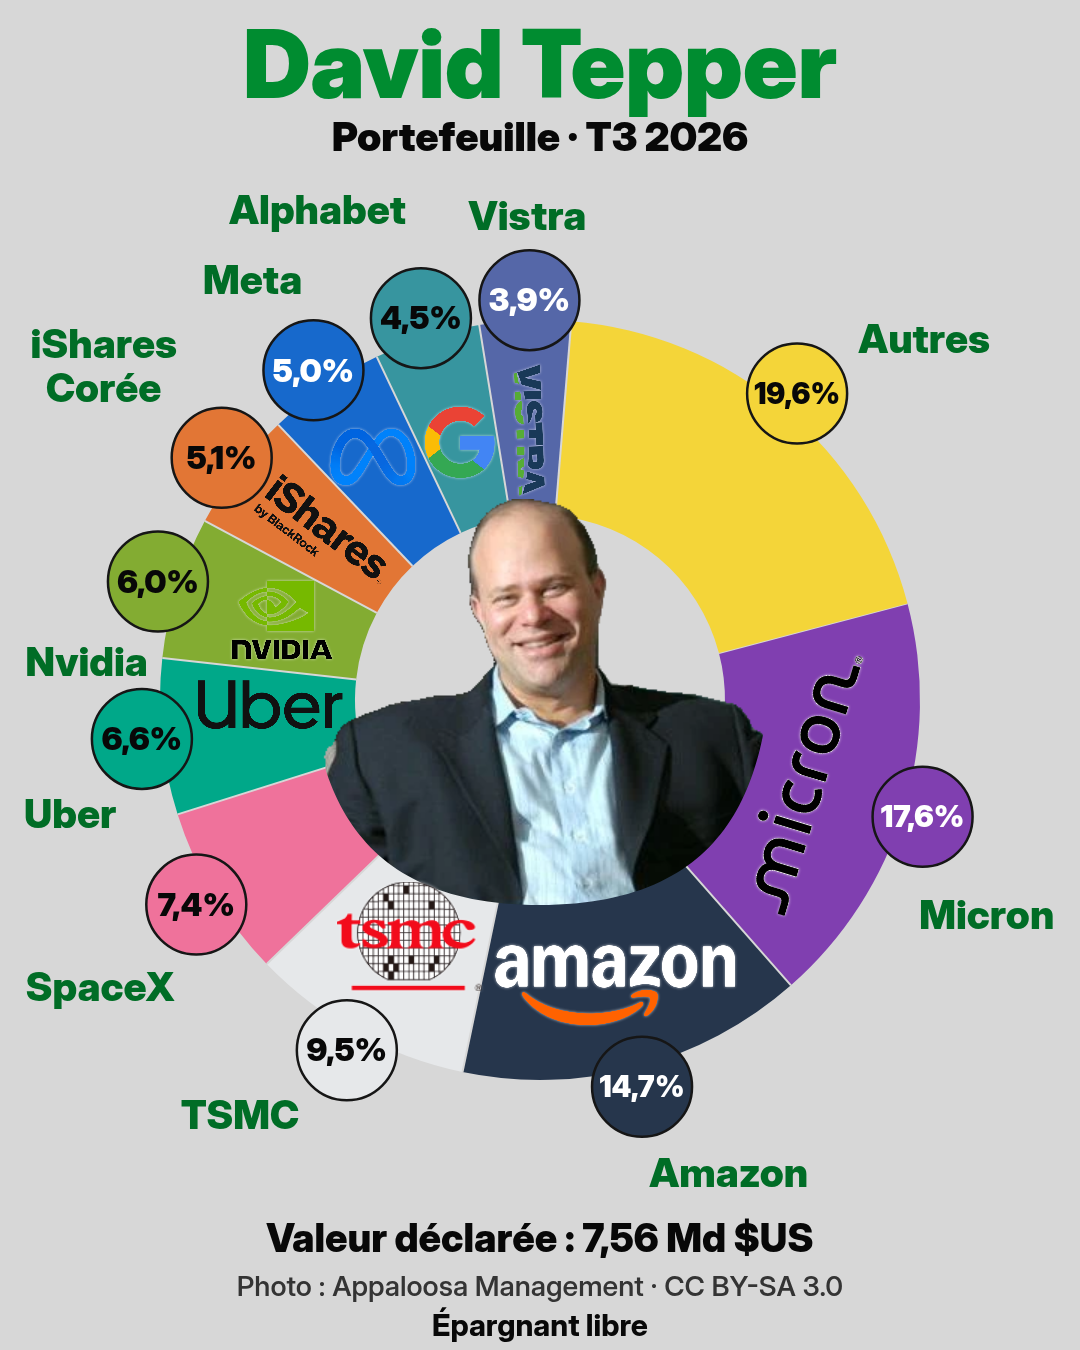 David Tepper
Portefeuille · T3 2026
Alphabet
Vistra
Meta
iShares
Corée
Autres
3,9%
4,5%
5,0%
19,6%
5,1%
VISTRA
iShares
by BlackRock
6,0%
NVIDIA
Nvidia
Uber
6,6%
Uber
micron®
17,6%
Micron
7,4%
SpaceX
tsmc
®
amazon
9,5%
14,7%
TSMC
Amazon
Valeur déclarée : 7,56 Md $US
Photo : Appaloosa Management · CC BY-SA 3.0
Épargnant libre